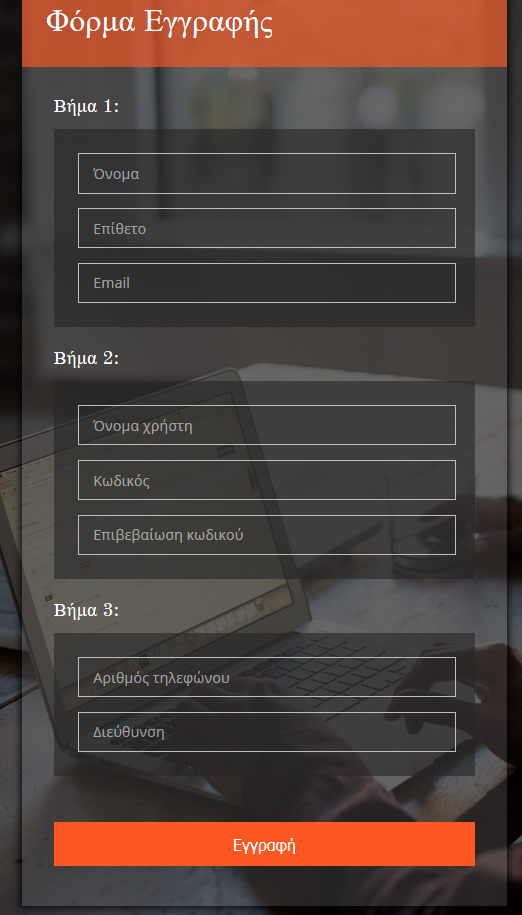 Φόρμα Εγγραφής
Βήμα 1:
Όνομα
Επίθετο
Email
Βήμα 2:
Όνομα χρήστη
Κωδικός
Επιβεβαίωση κωδικού
Βήμα 3:
Αριθμός τηλεφώνου
Διεύθυνση
Εγγραφή